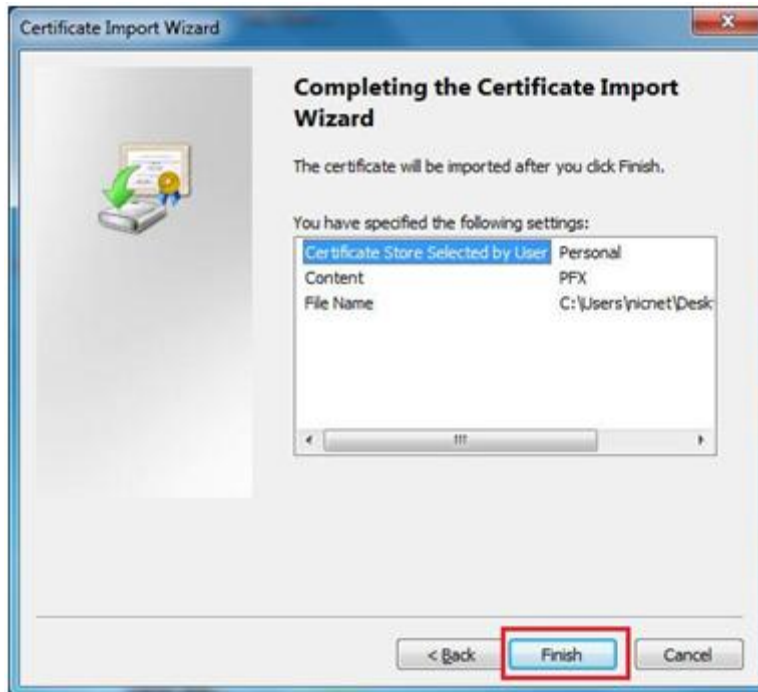 Certificate Import Wizard
Completing the Certificate Import
Wizard
The certificate will be imported after you click Finish.
You have specified the following settings:
Certificate Store Selected by User Personal
Content PFX
File Name C:\Users\nicnet\Desk
< Back Finish Cancel